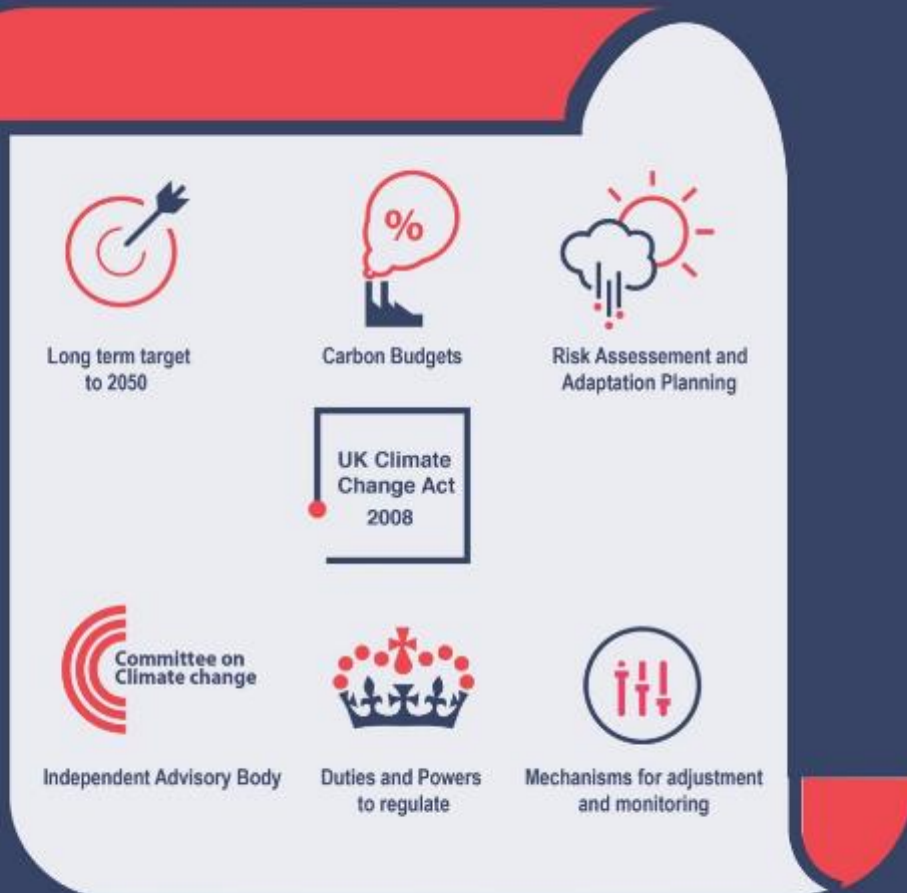 %
Long term target
to 2050
Carbon Budgets
Risk Assessement and
Adaptation Planning
UK Climate
Change Act
2008
Committee on
Climate change
Independent Advisory Body
Duties and Powers
to regulate
Mechanisms for adjustment
and monitoring